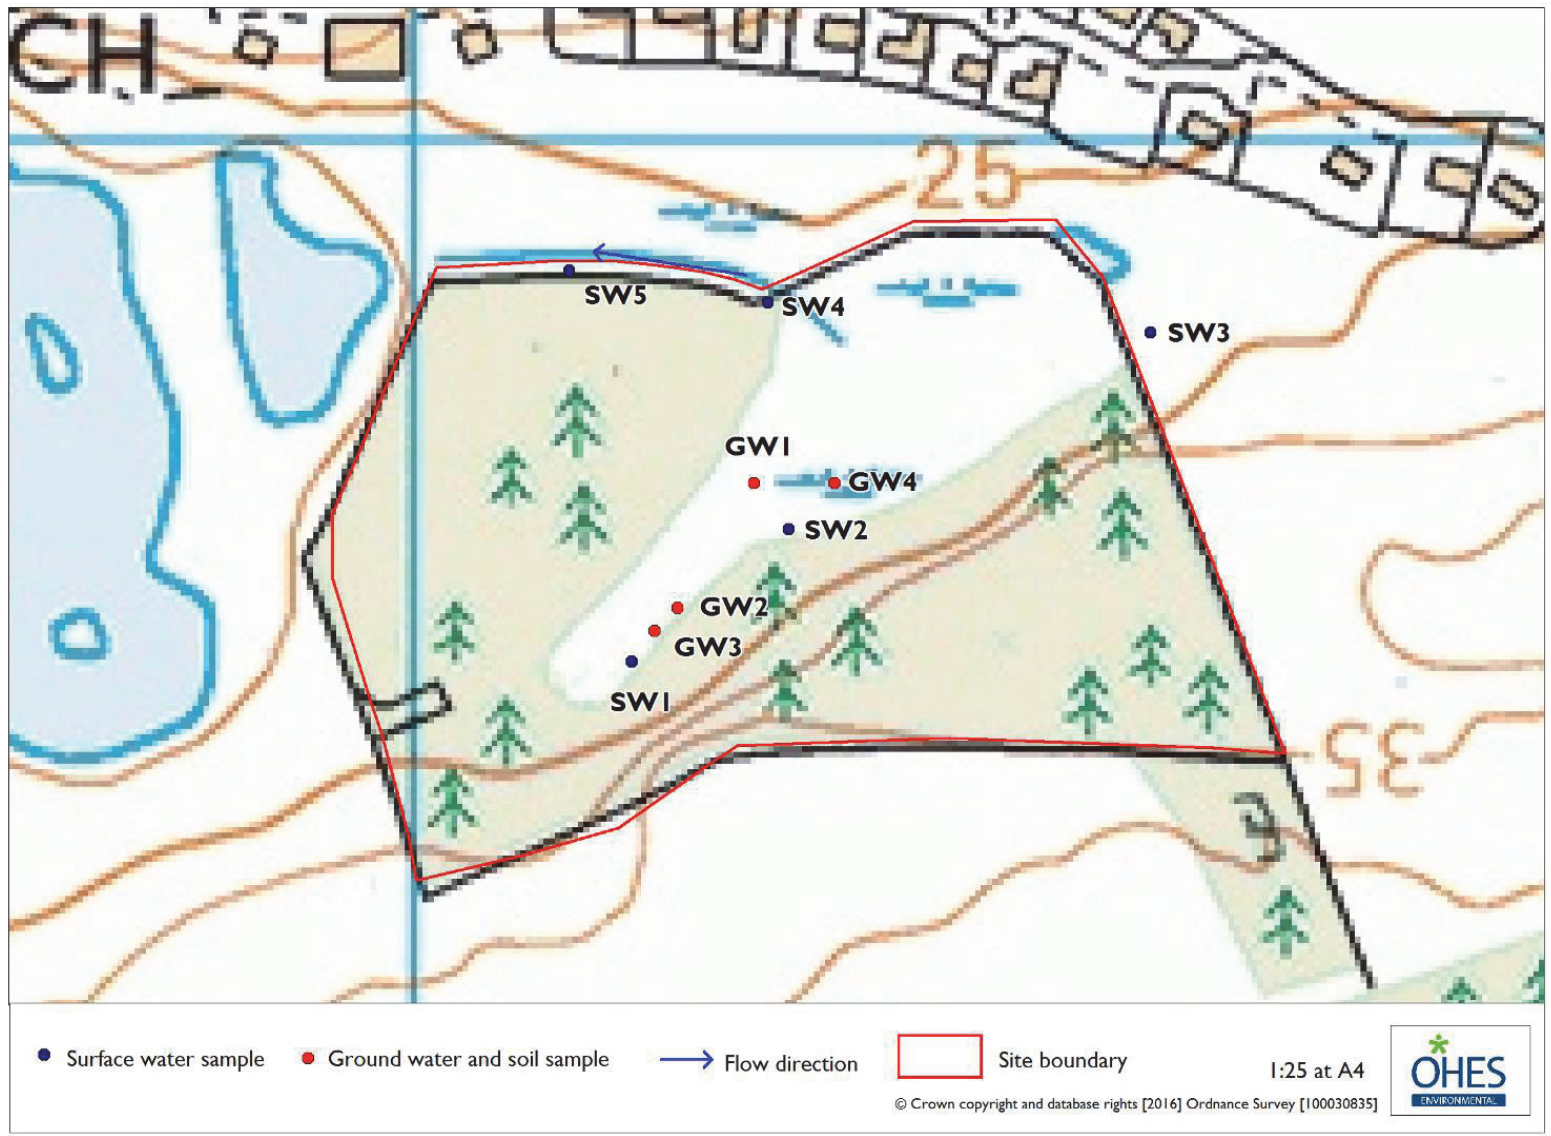 CH
25
SW5
SW4
SW3
GW1
GW4
SW2
GW2
GW3
SW1
35
Surface water sample
Ground water and soil sample
Flow direction
Site boundary
1:25 at A4
© Crown copyright and database rights [2016] Ordnance Survey [100030835]
OHES
ENVIRONMENTAL